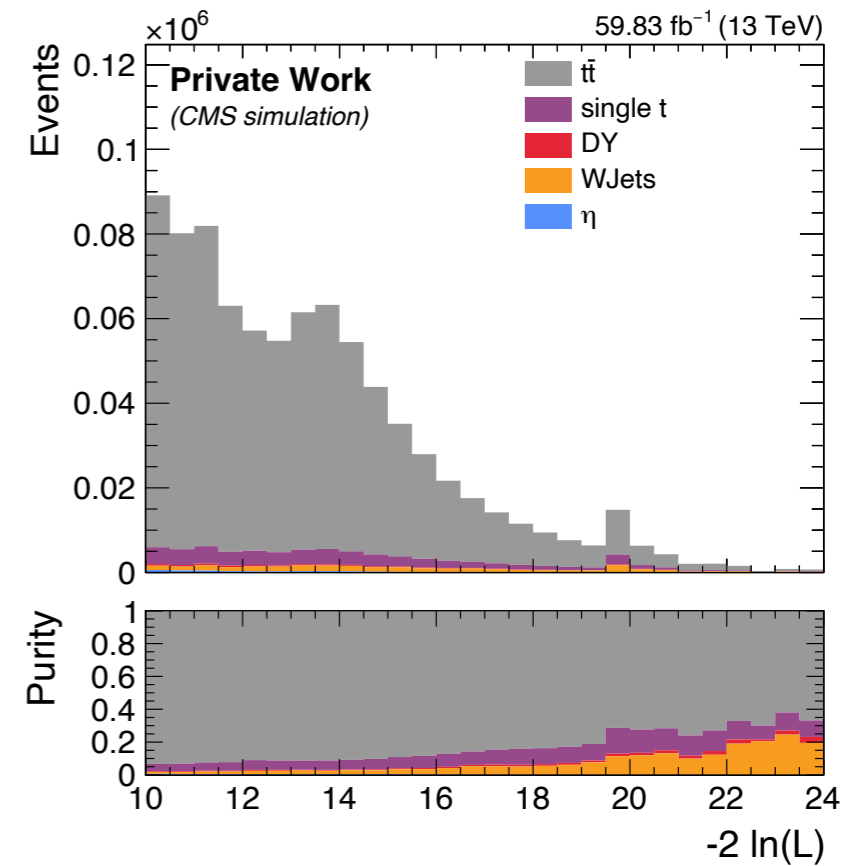 ×10⁶
59.83 fb⁻¹ (13 TeV)
Events
0.12
0.1
0.08
0.06
0.04
0.02
0
Private Work
(CMS simulation)
tt̄
single t
DY
WJets
η
Purity
1
0.8
0.6
0.4
0.2
0
10 12 14 16 18 20 22 24
-2 ln(L)